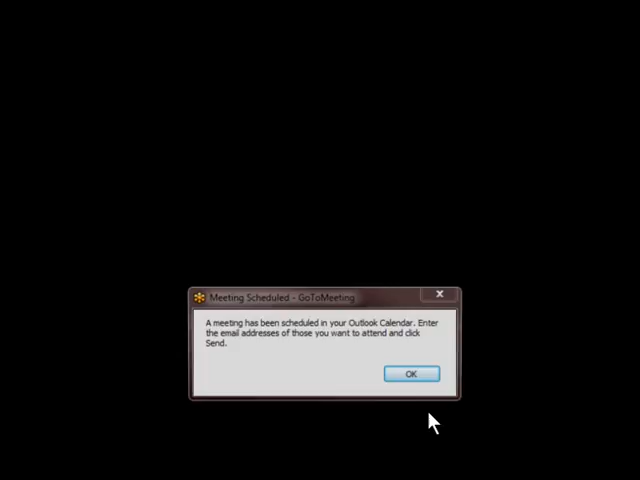 Meeting Scheduled - GoToMeeting
A meeting has been scheduled in your Outlook Calendar. Enter
the email addresses of those you want to attend and click
Send.
OK